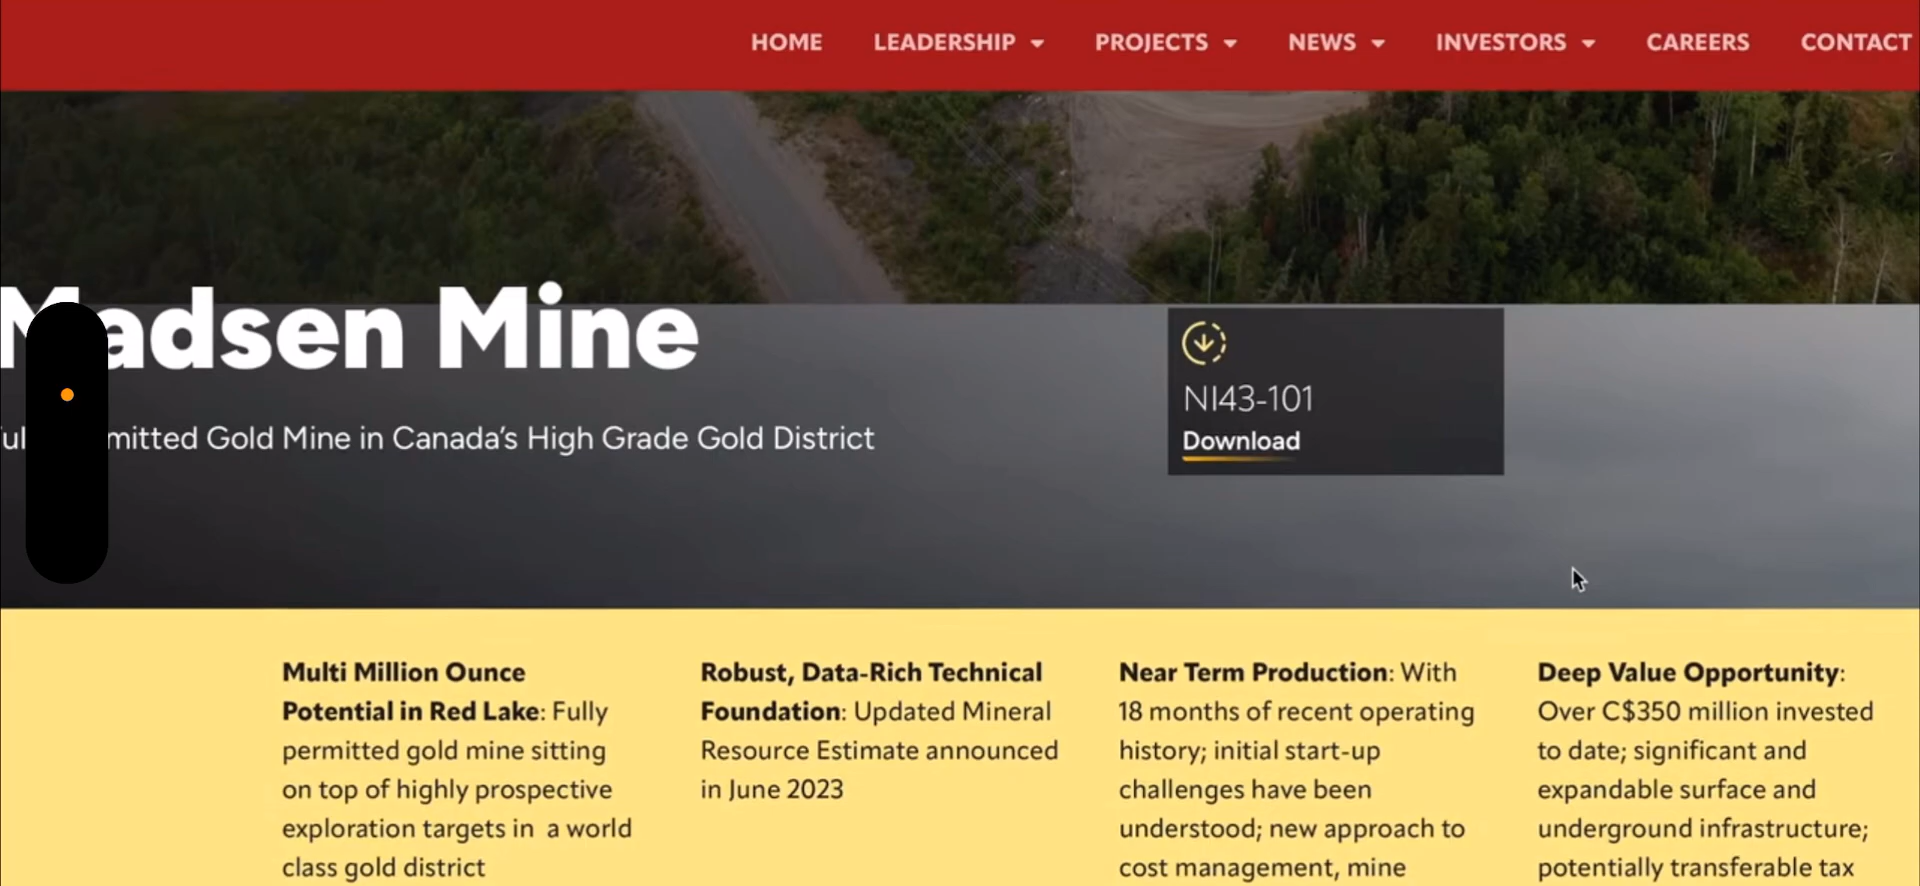 HOME LEADERSHIP PROJECTS NEWS INVESTORS CAREERS CONTACT
Madsen Mine
mitted Gold Mine in Canada's High Grade Gold District
NI43-101
Download
Multi Million Ounce
Potential in Red Lake: Fully
permitted gold mine sitting
on top of highly prospective
exploration targets in a world
class gold district
Robust, Data-Rich Technical
Foundation: Updated Mineral
Resource Estimate announced
in June 2023
Near Term Production: With
18 months of recent operating
history; initial start-up
challenges have been
understood; new approach to
cost management, mine
Deep Value Opportunity:
Over C$350 million invested
to date; significant and
expandable surface and
underground infrastructure;
potentially transferable tax